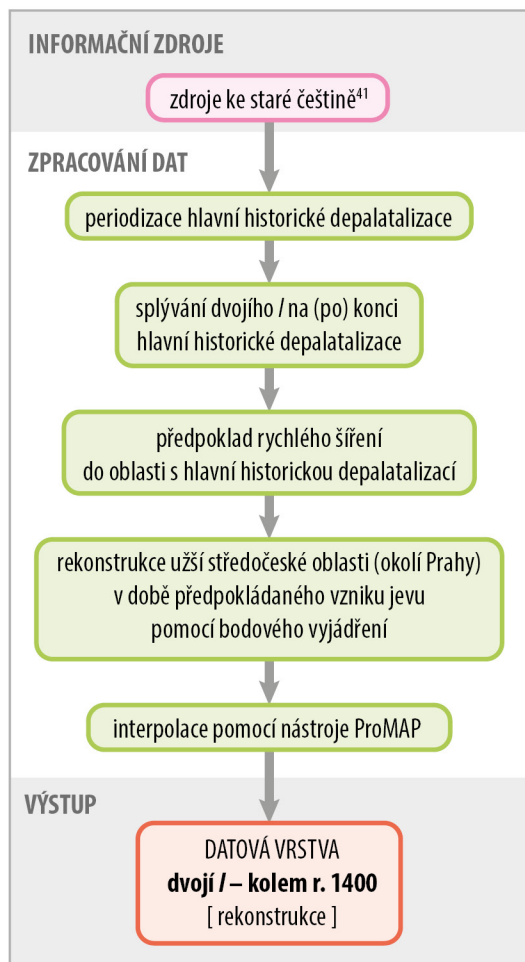 INFORMAČNÍ ZDROJE
zdroje ke staré češtině⁴¹
ZPRACOVÁNÍ DAT
periodizace hlavní historické depalatalizace
splývání dvojího l na (po) konci
hlavní historické depalatalizace
předpoklad rychlého šíření
do oblasti s hlavní historickou depalatalizací
rekonstrukce užší středočeské oblasti (okolí Prahy)
v době předpokládaného vzniku jevu
pomocí bodového vyjádření
interpolace pomocí nástroje ProMAP
VÝSTUP
DATOVÁ VRSTVA
dvojí l – kolem r. 1400
[ rekonstrukce ]